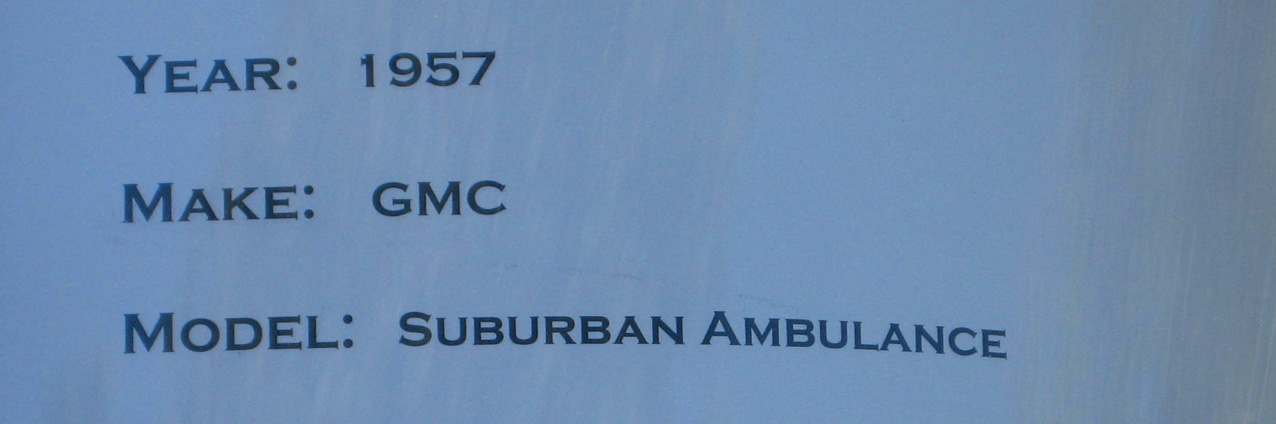 YEAR: 1957
MAKE: GMC
MODEL: SUBURBAN AMBULANCE